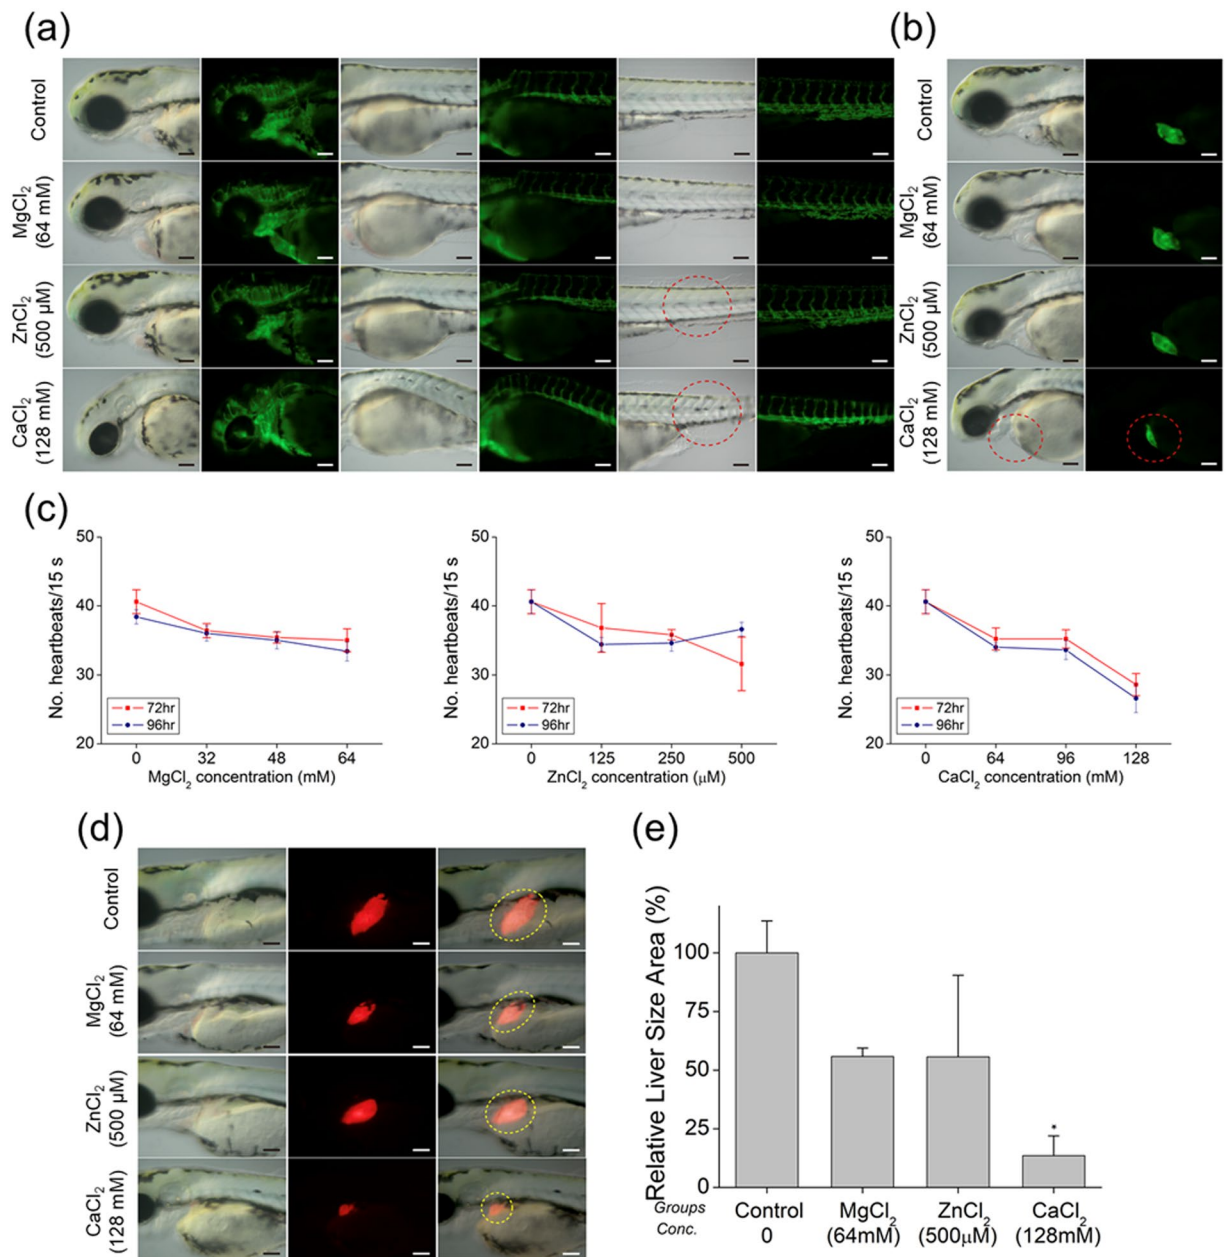 (a)
(b)
Control
MgCl₂
(64 mM)
ZnCl₂
(500 μM)
CaCl₂
(128 mM)
Control
MgCl₂
(64 mM)
ZnCl₂
(500 μM)
CaCl₂
(128 mM)
(c)
No. heartbeats/15 s
50
40
30
20
72hr
96hr
0 32 48 64
MgCl₂ concentration (mM)
No. heartbeats/15 s
50
40
30
20
72hr
96hr
0 125 250 500
ZnCl₂ concentration (μM)
No. heartbeats/15 s
50
40
30
20
72hr
96hr
0 64 96 128
CaCl₂ concentration (mM)
(d)
Control
MgCl₂
(64 mM)
ZnCl₂
(500 μM)
CaCl₂
(128 mM)
(e)
Relative Liver Size Area (%)
100
75
50
25
0
*
Groups Control MgCl₂ ZnCl₂ CaCl₂
Conc. 0 (64mM) (500μM) (128mM)